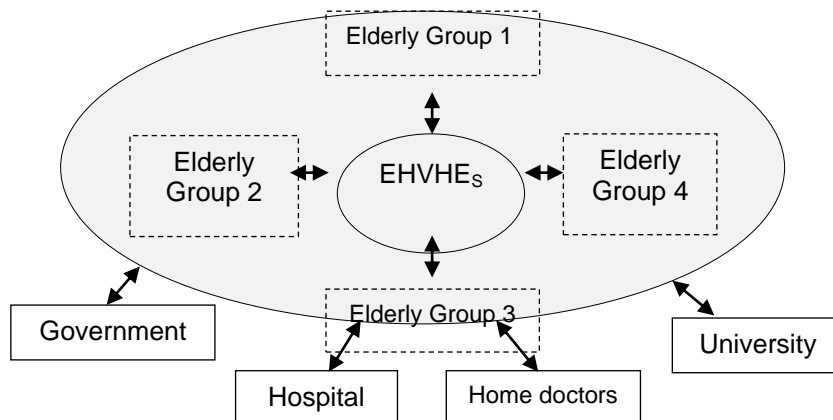 Elderly Group 1
Elderly
Group 2
EHVHES
Elderly
Group 4
Elderly Group 3
Government
University
Hospital
Home doctors